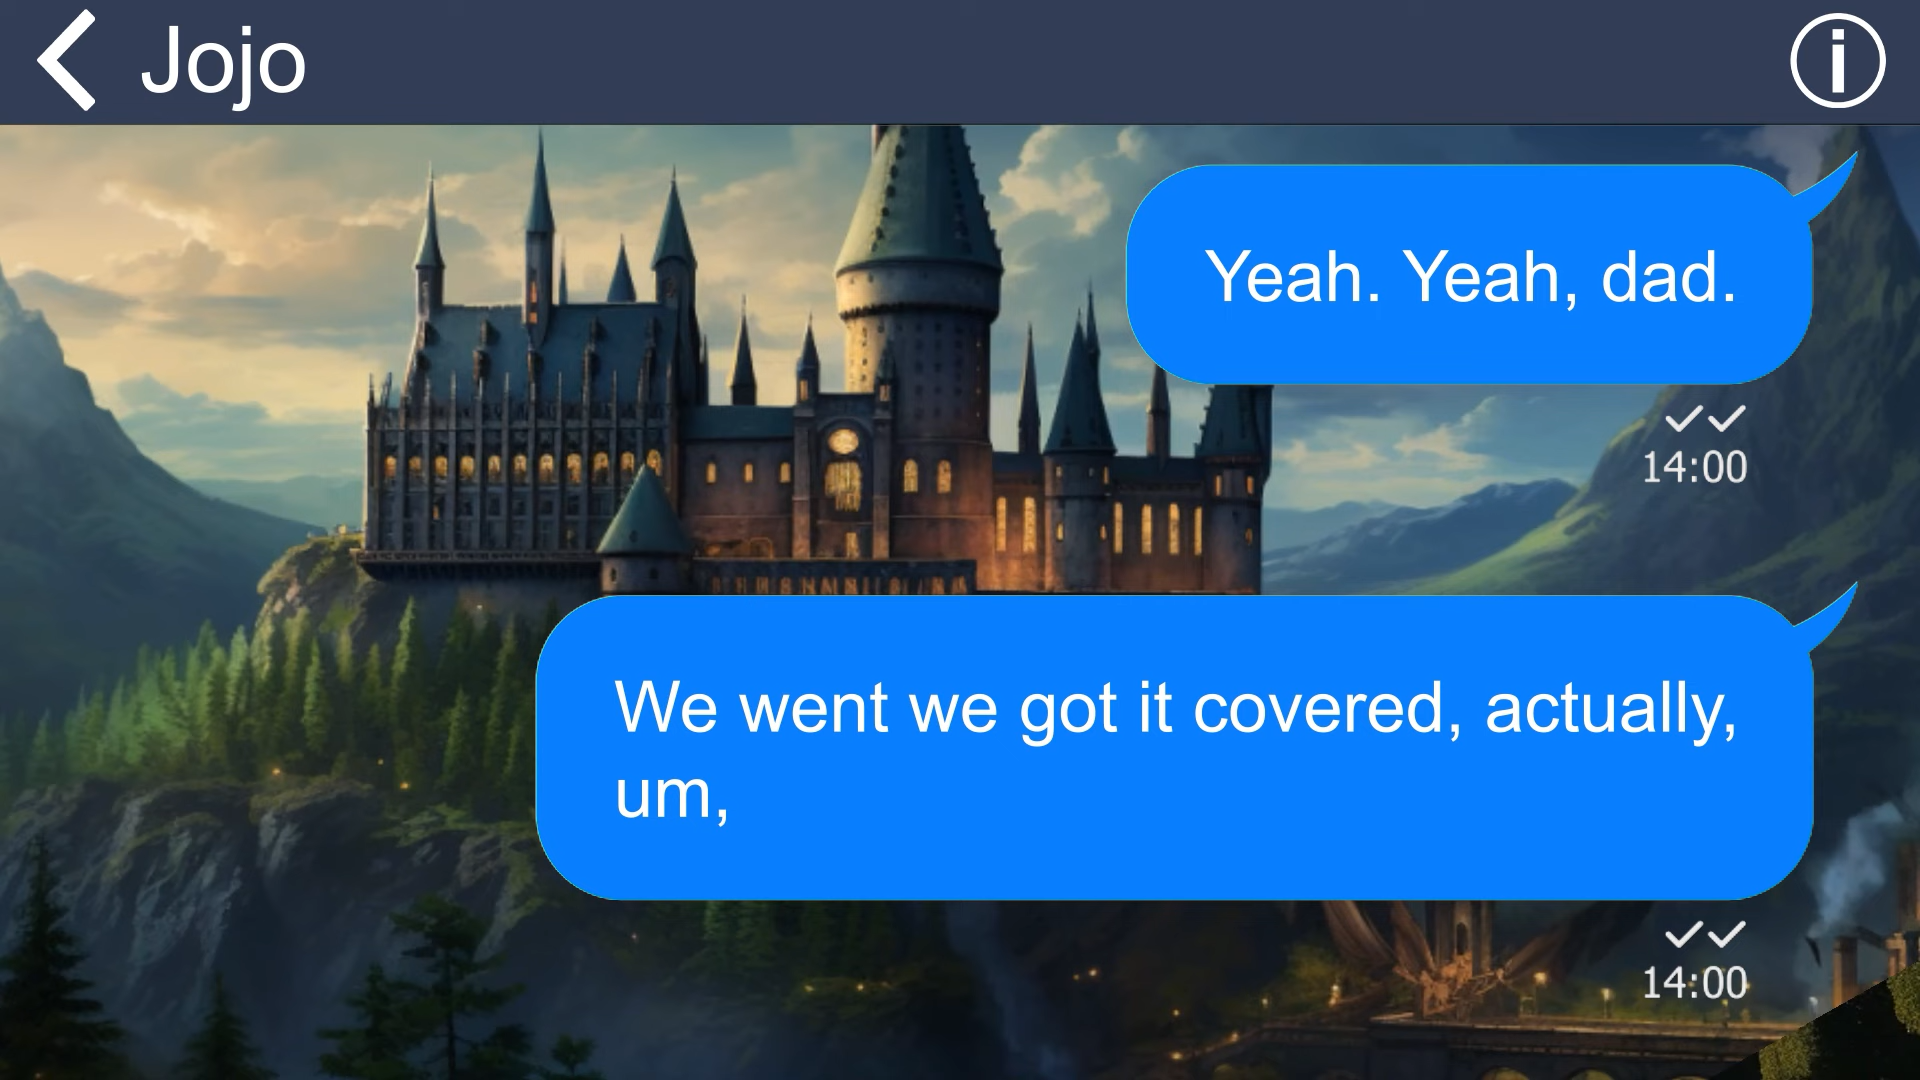 Jojo
Yeah. Yeah, dad.
14:00
We went we got it covered, actually,
um,
14:00